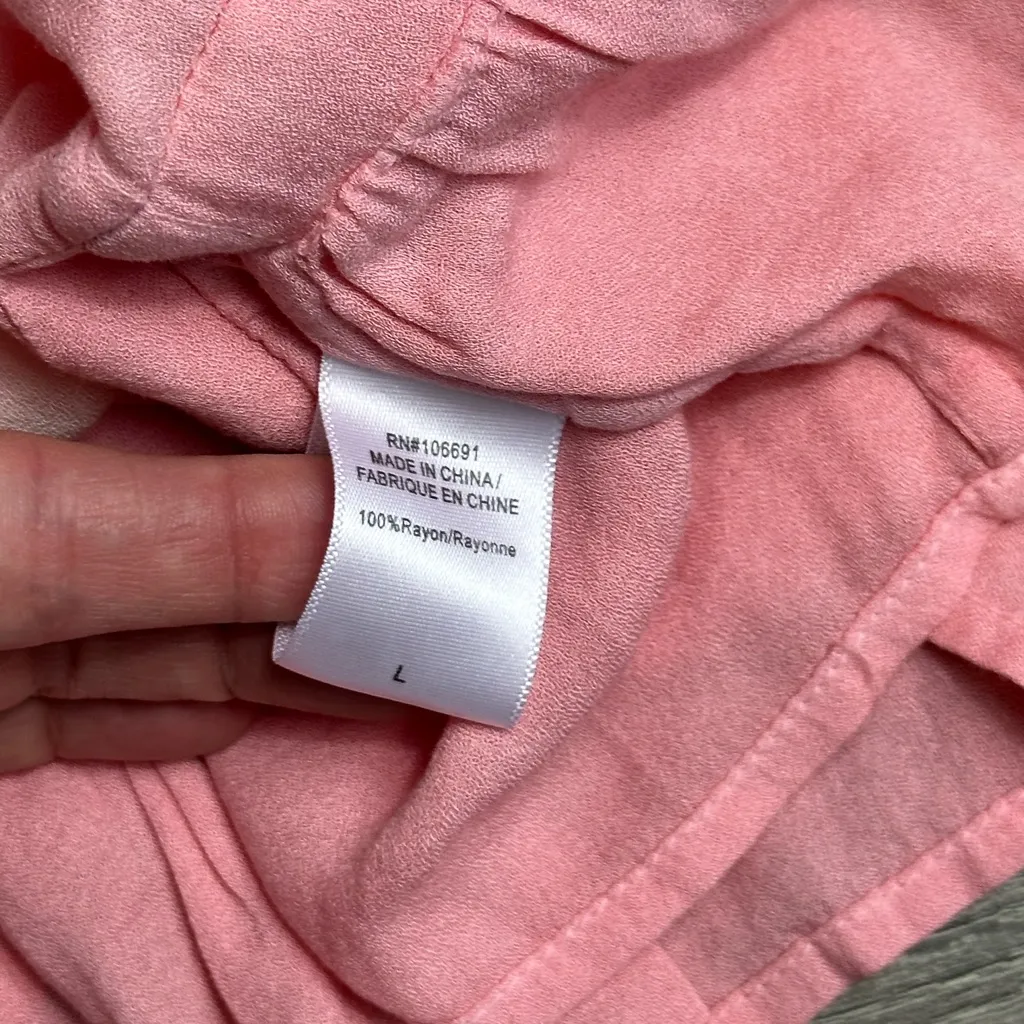 RN#106691
MADE IN CHINA/
FABRIQUE EN CHINE
100%Rayon/Rayonne
L